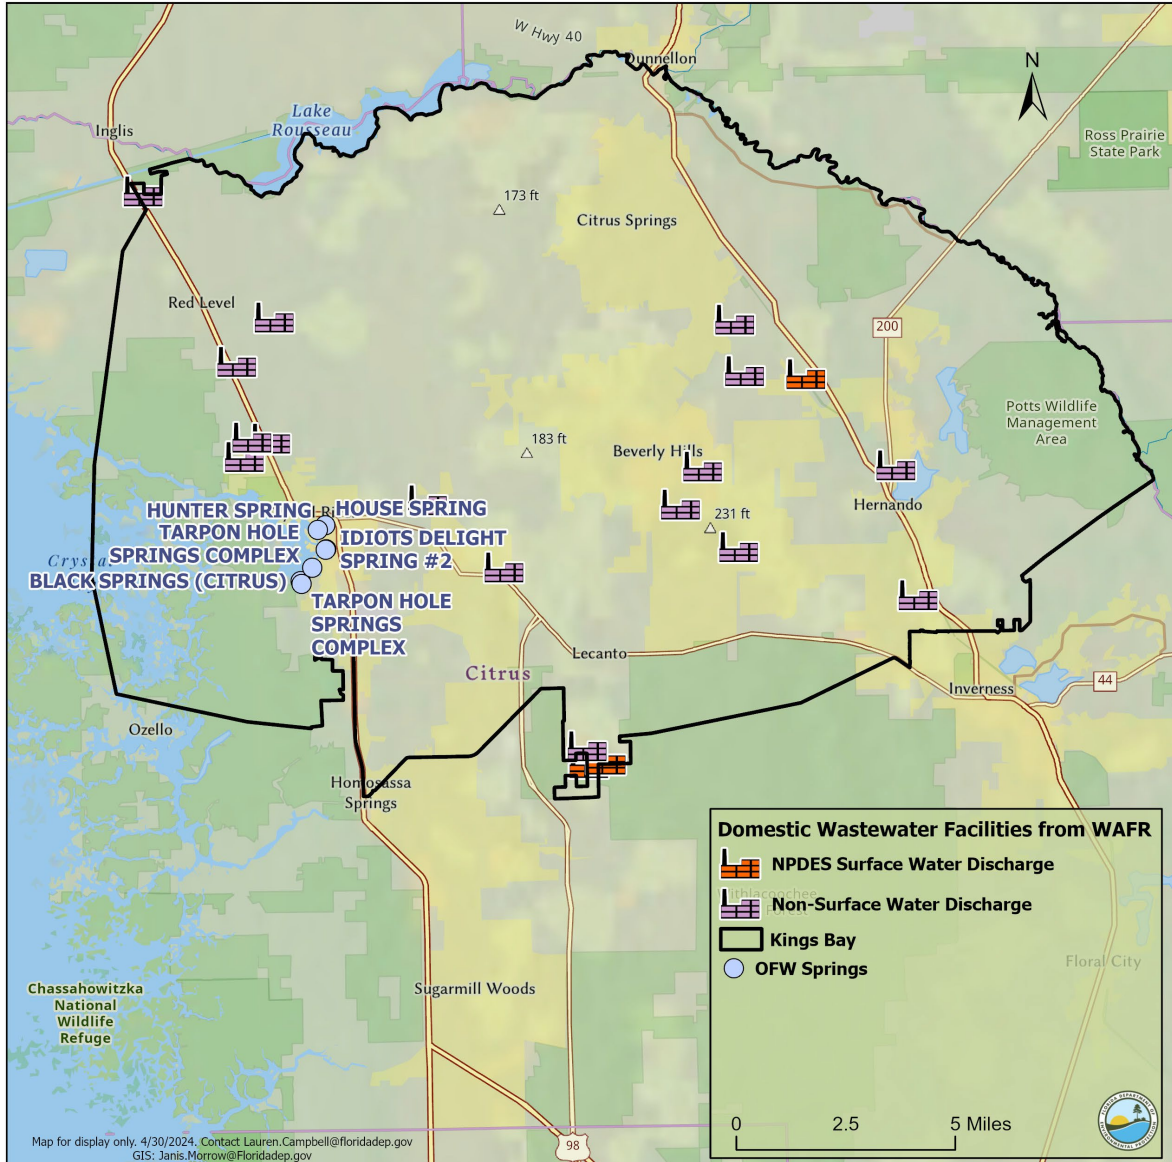 W Hwy 40
Dunnellon
N
Lake
Rousseau
Inglis
Ross Prairie
State Park
173 ft
Citrus Springs
Red Level
200
Potts Wildlife
Management
Area
183 ft
Beverly Hills
Hernando
231 ft
HUNTER SPRING
HOUSE SPRING
TARPON HOLE
SPRINGS COMPLEX
IDIOTS DELIGHT
SPRING #2
BLACK SPRINGS (CITRUS)
TARPON HOLE
SPRINGS
COMPLEX
Lecanto
Citrus
Inverness
44
Ozello
Homosassa
Springs
Domestic Wastewater Facilities from WAFR
NPDES Surface Water Discharge
Non-Surface Water Discharge
Kings Bay
OFW Springs
Withlacoochee
Forest
Floral City
Sugarmill Woods
Chassahowitzka
National
Wildlife
Refuge
0 2.5 5 Miles
98
Map for display only. 4/30/2024. Contact Lauren.Campbell@floridadep.gov
GIS: Janis.Morrow@Floridadep.gov